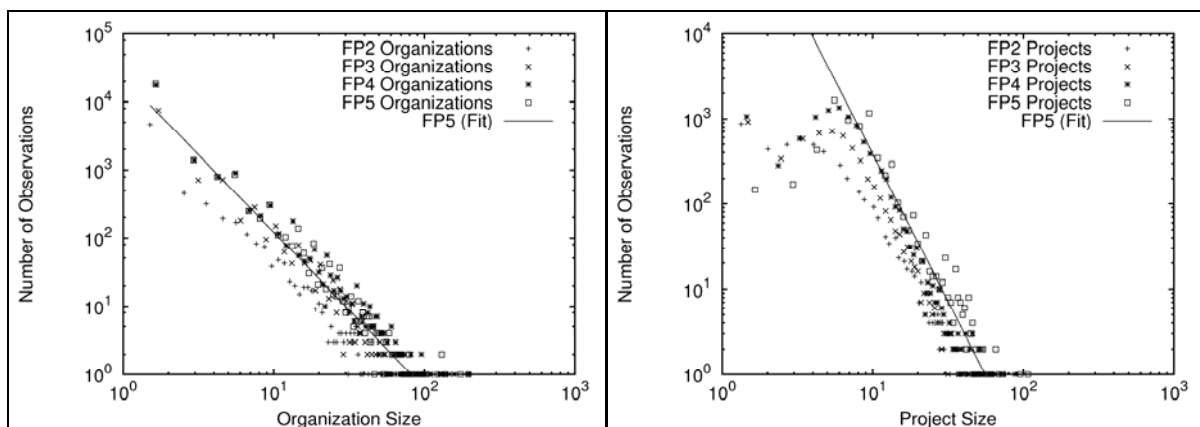 10^5
10^4
10^3
10^2
10^1
10^0
Number of Observations
FP2 Organizations
FP3 Organizations
FP4 Organizations
FP5 Organizations
FP5 (Fit)
10^0 10^1 10^2 10^3
Organization Size
10^4
10^3
10^2
10^1
10^0
Number of Observations
FP2 Projects
FP3 Projects
FP4 Projects
FP5 Projects
FP5 (Fit)
10^0 10^1 10^2 10^3
Project Size